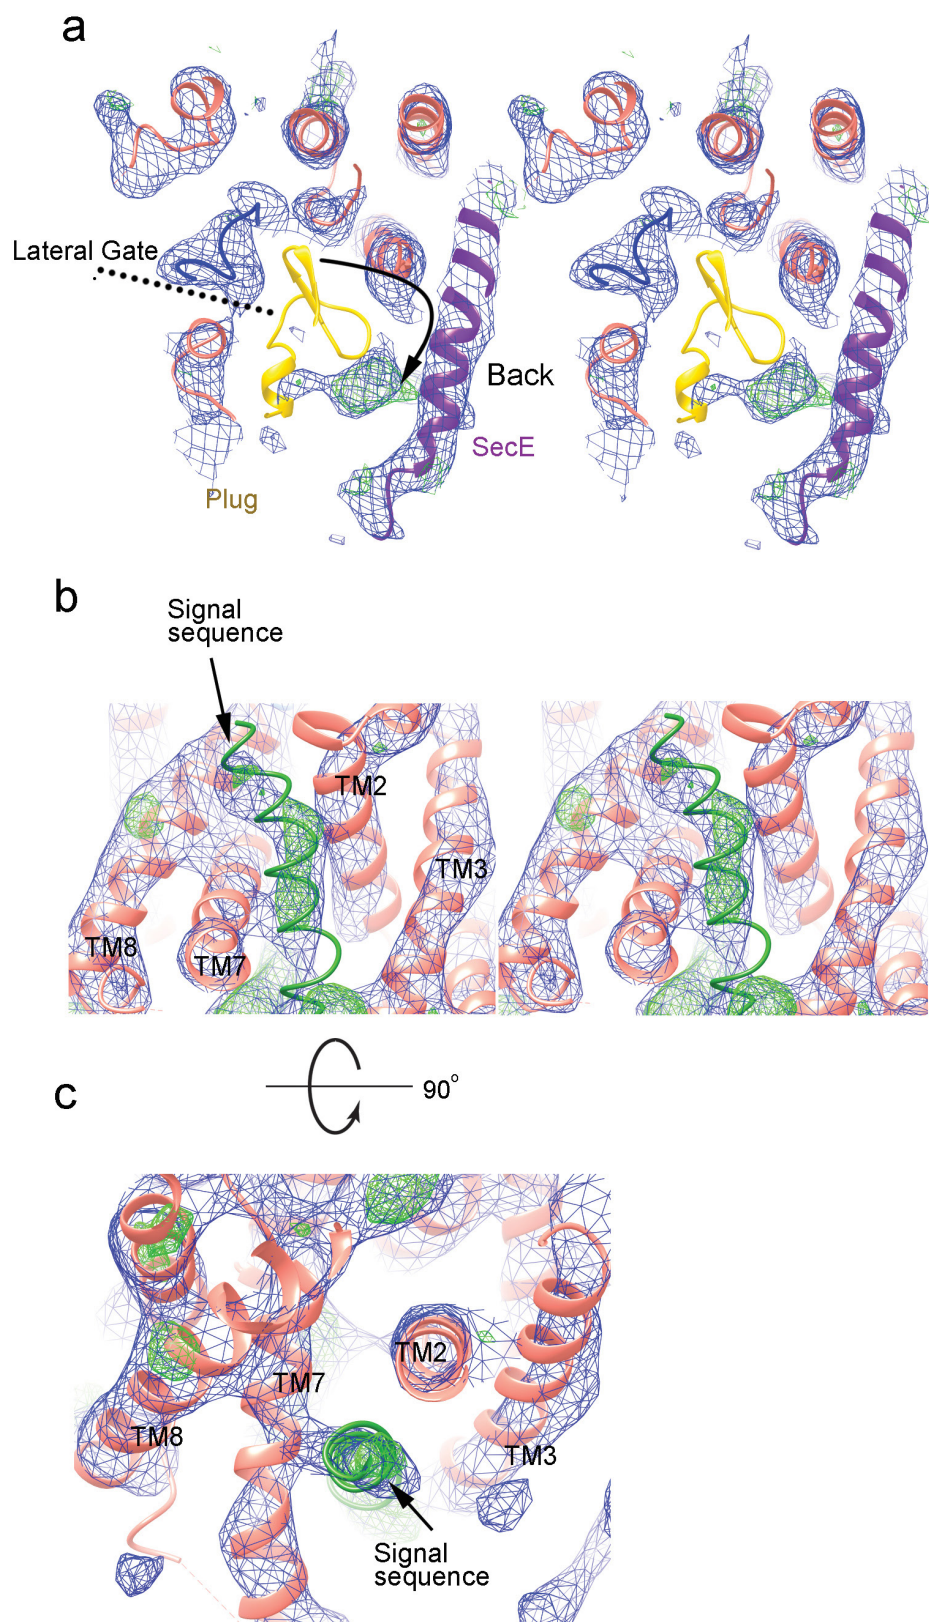 a
Lateral Gate
Back
SecE
Plug
b
Signal
sequence
TM2
TM3
TM8
TM7
90°
c
TM2
TM7
TM8
TM3
Signal
sequence